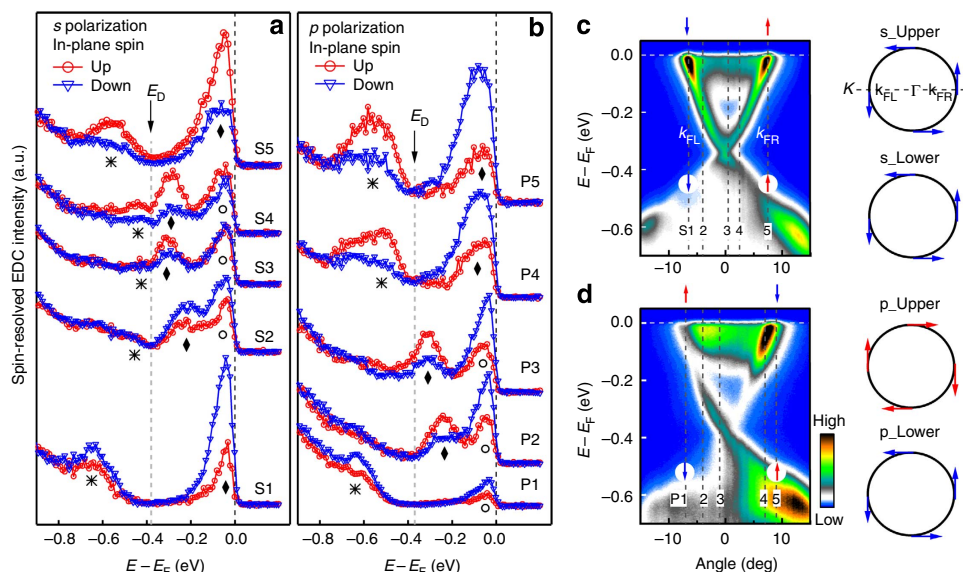 s polarization
In-plane spin
Up
Down
a
E_D
S5
S4
S3
S2
S1
Spin-resolved EDC intensity (a.u.)
−0.8 −0.6 −0.4 −0.2 0.0
E – E_F (eV)
p polarization
In-plane spin
Up
Down
b
E_D
P5
P4
P3
P2
P1
−0.8 −0.6 −0.4 −0.2 0.0
E – E_F (eV)
c
0.0
−0.2
−0.4
−0.6
E – E_F (eV)
k_FL k_FR
S1 2 3 4 5
−10 0 10
s_Upper
K k_FL Γ k_FR
s_Lower
d
0.0
−0.2
−0.4
−0.6
E – E_F (eV)
High
Low
P1 2 3 4 5
−10 0 10
Angle (deg)
p_Upper
p_Lower